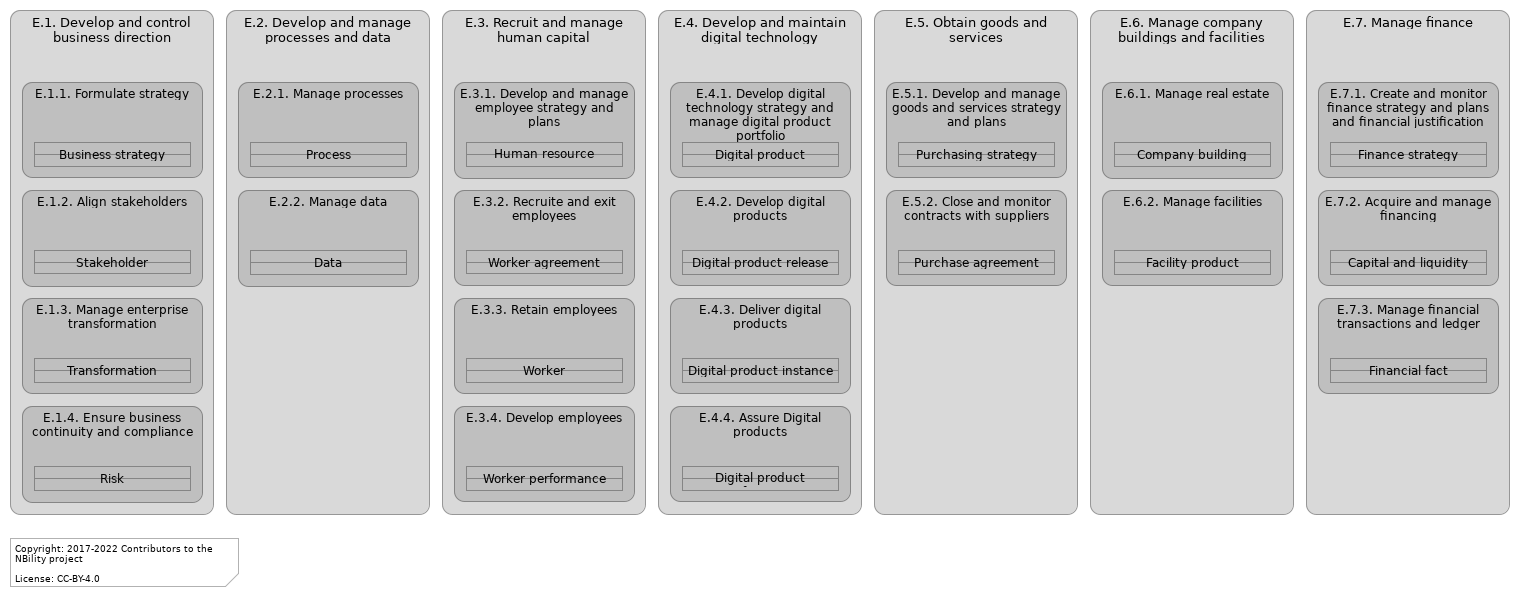 E.1. Develop and control
business direction
E.1.1. Formulate strategy
Business strategy
E.1.2. Align stakeholders
Stakeholder
E.1.3. Manage enterprise
transformation
Transformation
E.1.4. Ensure business
continuity and compliance
Risk
E.2. Develop and manage
processes and data
E.2.1. Manage processes
Process
E.2.2. Manage data
Data
E.3. Recruit and manage
human capital
E.3.1. Develop and manage
employee strategy and
plans
Human resource
E.3.2. Recruite and exit
employees
Worker agreement
E.3.3. Retain employees
Worker
E.3.4. Develop employees
Worker performance
E.4. Develop and maintain
digital technology
E.4.1. Develop digital
technology strategy and
manage digital product
portfolio
Digital product
E.4.2. Develop digital
products
Digital product release
E.4.3. Deliver digital
products
Digital product instance
E.4.4. Assure Digital
products
Digital product
E.5. Obtain goods and
services
E.5.1. Develop and manage
goods and services strategy
and plans
Purchasing strategy
E.5.2. Close and monitor
contracts with suppliers
Purchase agreement
E.6. Manage company
buildings and facilities
E.6.1. Manage real estate
Company building
E.6.2. Manage facilities
Facility product
E.7. Manage finance
E.7.1. Create and monitor
finance strategy and plans
and financial justification
Finance strategy
E.7.2. Acquire and manage
financing
Capital and liquidity
E.7.3. Manage financial
transactions and ledger
Financial fact
Copyright: 2017-2022 Contributors to the
NBility project
License: CC-BY-4.0